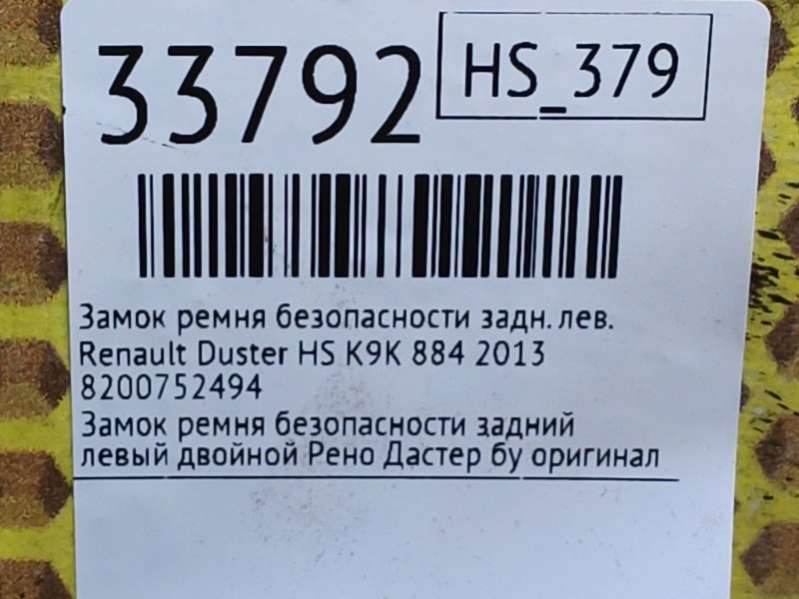 33792
HS_379
Замок ремня безопасности задн. лев.
Renault Duster HS K9K 884 2013
8200752494
Замок ремня безопасности задний
левый двойной Рено Дастер бу оригинал